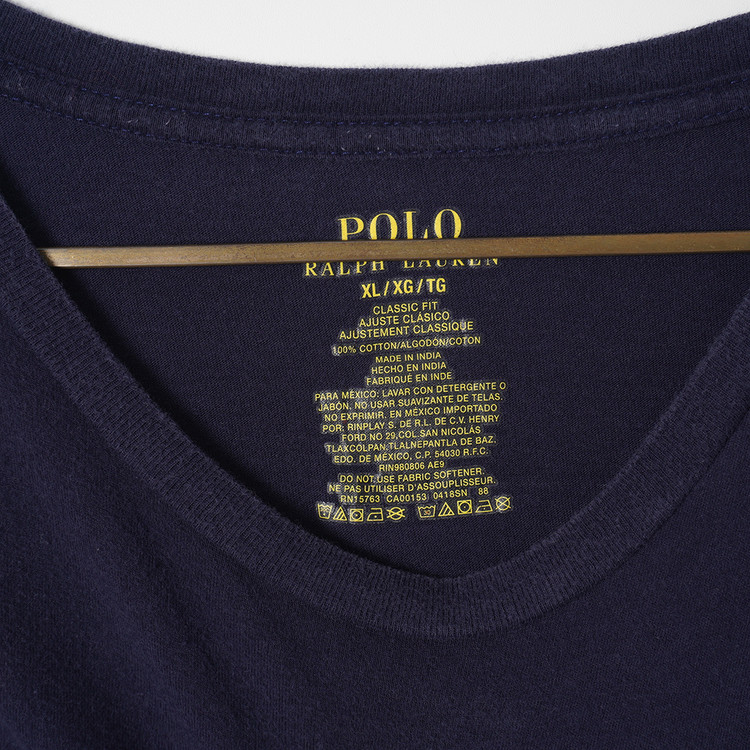 POLO
RALPH LAUREN
XL/XG/TG
CLASSIC FIT
AJUSTE CLÁSICO
AJUSTEMENT CLASSIQUE
100% COTTON/ALGODÓN/COTON
MADE IN INDIA
HECHO EN INDIA
FABRIQUÉ EN INDE
PARA MÉXICO: LAVAR CON DETERGENTE O
JABÓN, NO USAR SUAVIZANTE DE TELAS.
NO EXPRIMIR. EN MÉXICO IMPORTADO
POR: RINPLAY S. DE R.L. DE C.V. HENRY
FORD NO 29,COL.SAN NICOLÁS
TLAXCOLPAN;TLALNEPANTLA DE BAZ.
EDO. DE MÉXICO, C.P. 54030 R.F.C.
RIN980806 AE9
DO NOT USE FABRIC SOFTENER.
NE PAS UTILISER D'ASSOUPLISSEUR.
RN15763 CA00153 0418SN 88
30